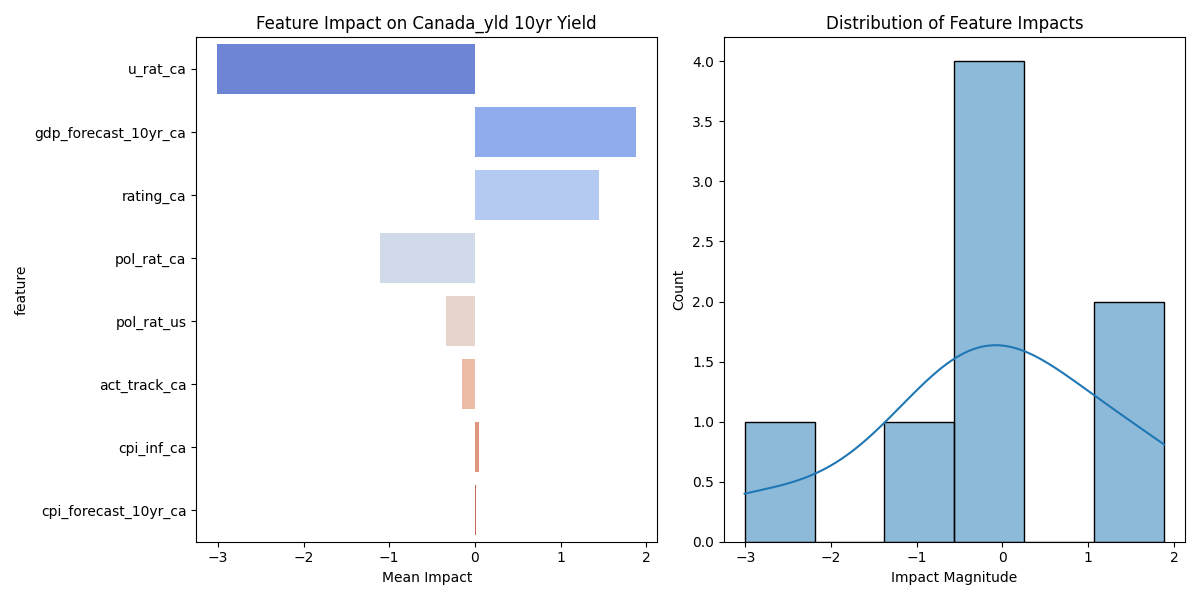 Feature Impact on Canada_yld 10yr Yield
feature
u_rat_ca
gdp_forecast_10yr_ca
rating_ca
pol_rat_ca
pol_rat_us
act_track_ca
cpi_inf_ca
cpi_forecast_10yr_ca
−3 −2 −1 0 1 2
Mean Impact
Distribution of Feature Impacts
Count
4.0
3.5
3.0
2.5
2.0
1.5
1.0
0.5
0.0
−3 −2 −1 0 1 2
Impact Magnitude